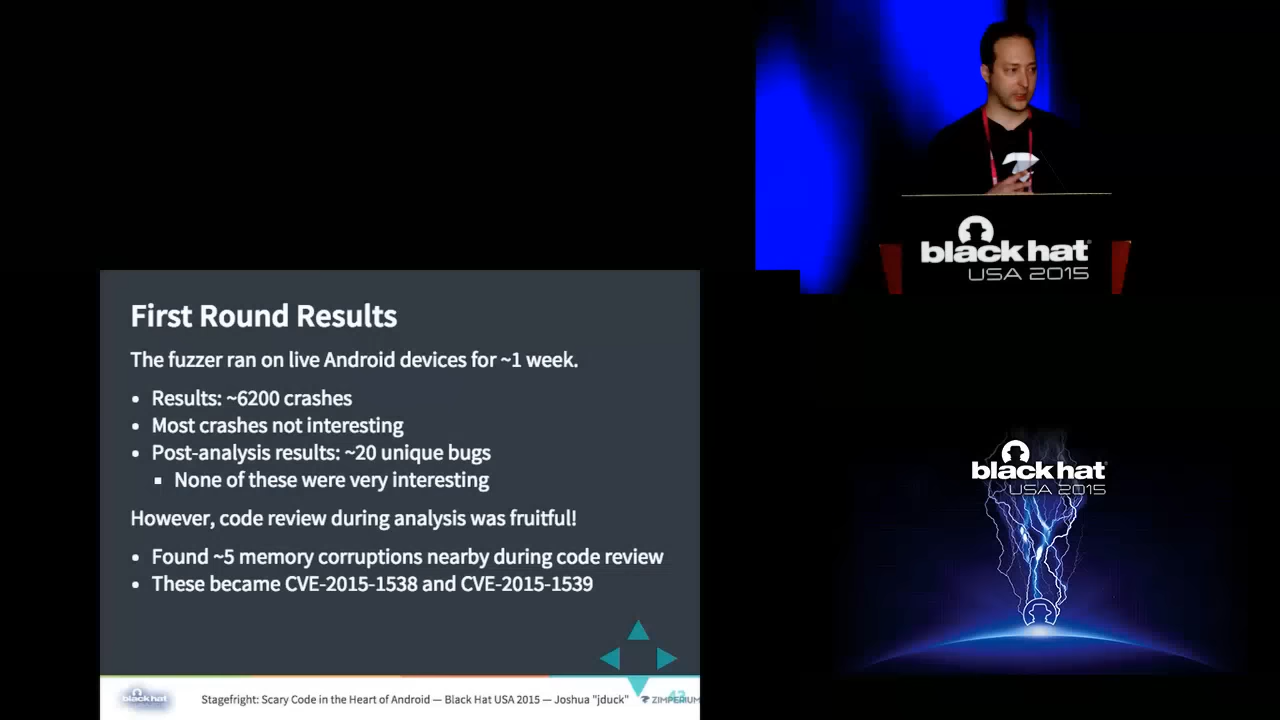 black hat
USA 2015
First Round Results
The fuzzer ran on live Android devices for ~1 week.
• Results: ~6200 crashes
• Most crashes not interesting
• Post-analysis results: ~20 unique bugs
▪ None of these were very interesting
However, code review during analysis was fruitful!
• Found ~5 memory corruptions nearby during code review
• These became CVE-2015-1538 and CVE-2015-1539
black hat
USA 2015
black hat
Stagefright: Scary Code in the Heart of Android — Black Hat USA 2015 — Joshua "jduck"
ZIMPERIUM